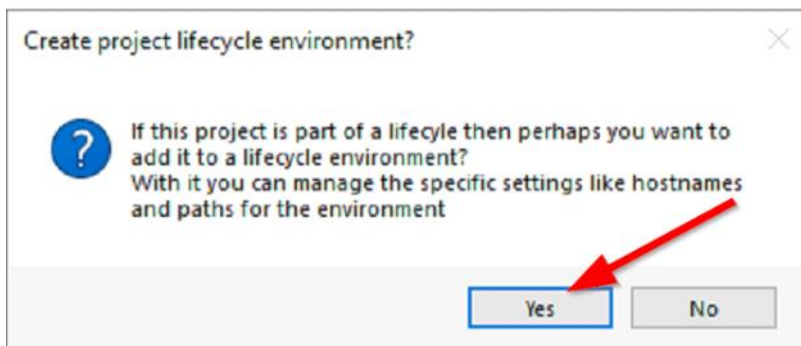 Create project lifecycle environment?
If this project is part of a lifecyle then perhaps you want to
add it to a lifecycle environment?
With it you can manage the specific settings like hostnames
and paths for the environment
Yes No